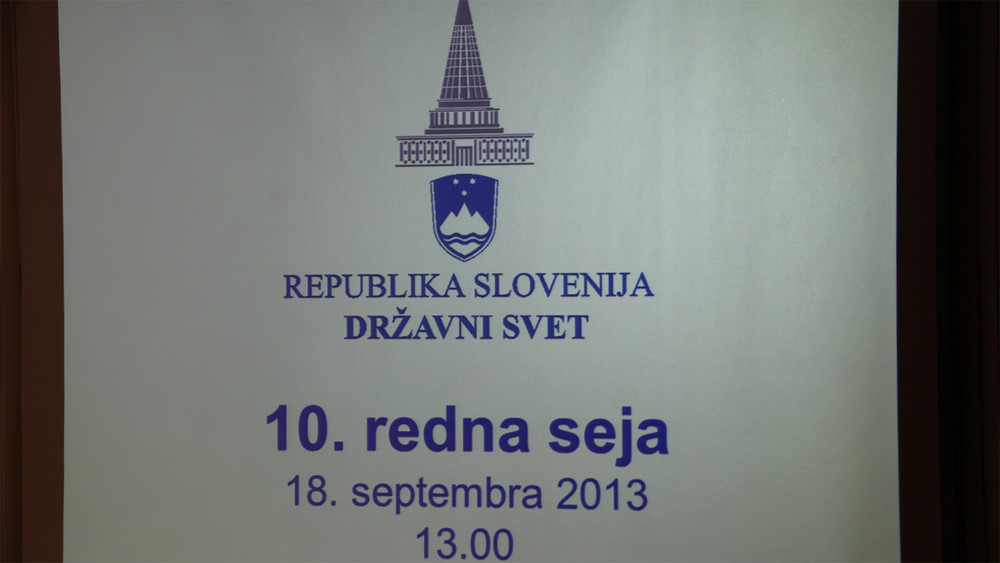 REPUBLIKA SLOVENIJA
DRŽAVNI SVET
10. redna seja
18. septembra 2013
13.00